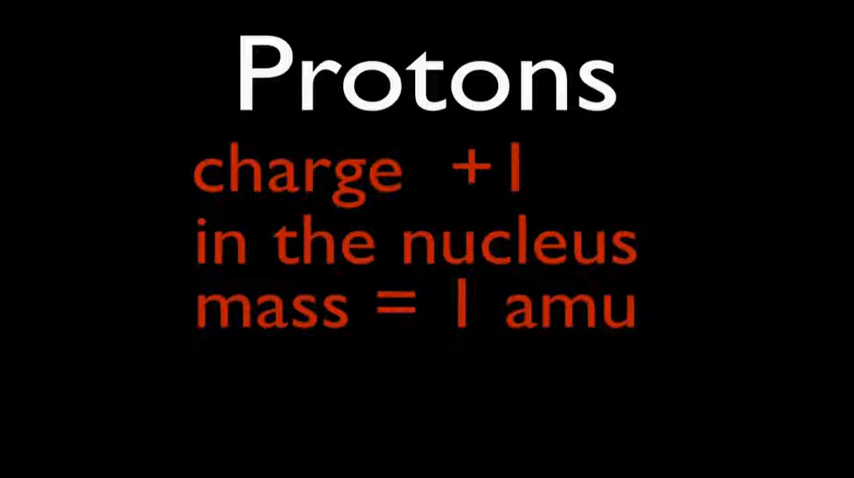 Protons
charge +1
in the nucleus
mass = 1 amu